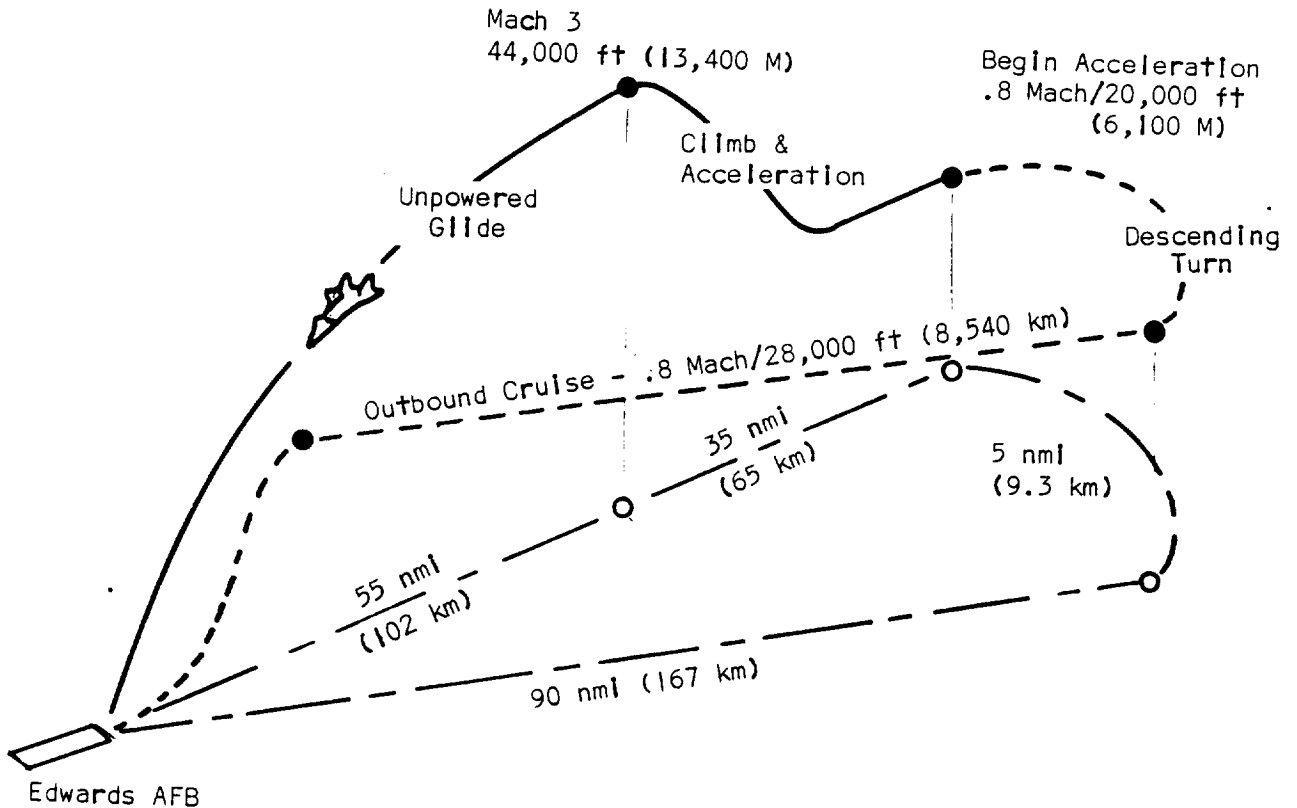 Mach 3
44,000 ft (13,400 M)
Begin Acceleration
.8 Mach/20,000 ft
(6,100 M)
Climb &
Acceleration
Unpowered
Glide
Descending
Turn
Outbound Cruise - .8 Mach/28,000 ft (8,540 km)
35 nmi
(65 km)
5 nmi
(9.3 km)
55 nmi
(102 km)
90 nmi (167 km)
Edwards AFB